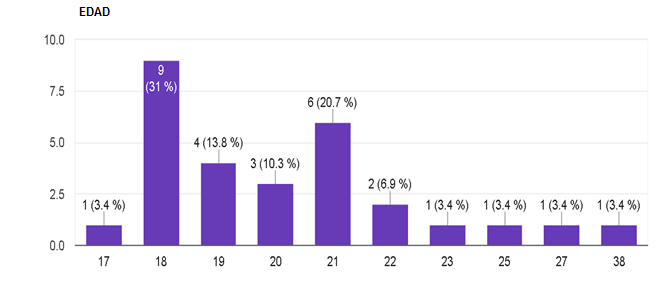 EDAD
10.0
7.5
5.0
2.5
0.0
1 (3.4 %)
9
(31 %)
4 (13.8 %)
3 (10.3 %)
6 (20.7 %)
2 (6.9 %)
1 (3.4 %)
1 (3.4 %)
1 (3.4 %)
1 (3.4 %)
17 18 19 20 21 22 23 25 27 38